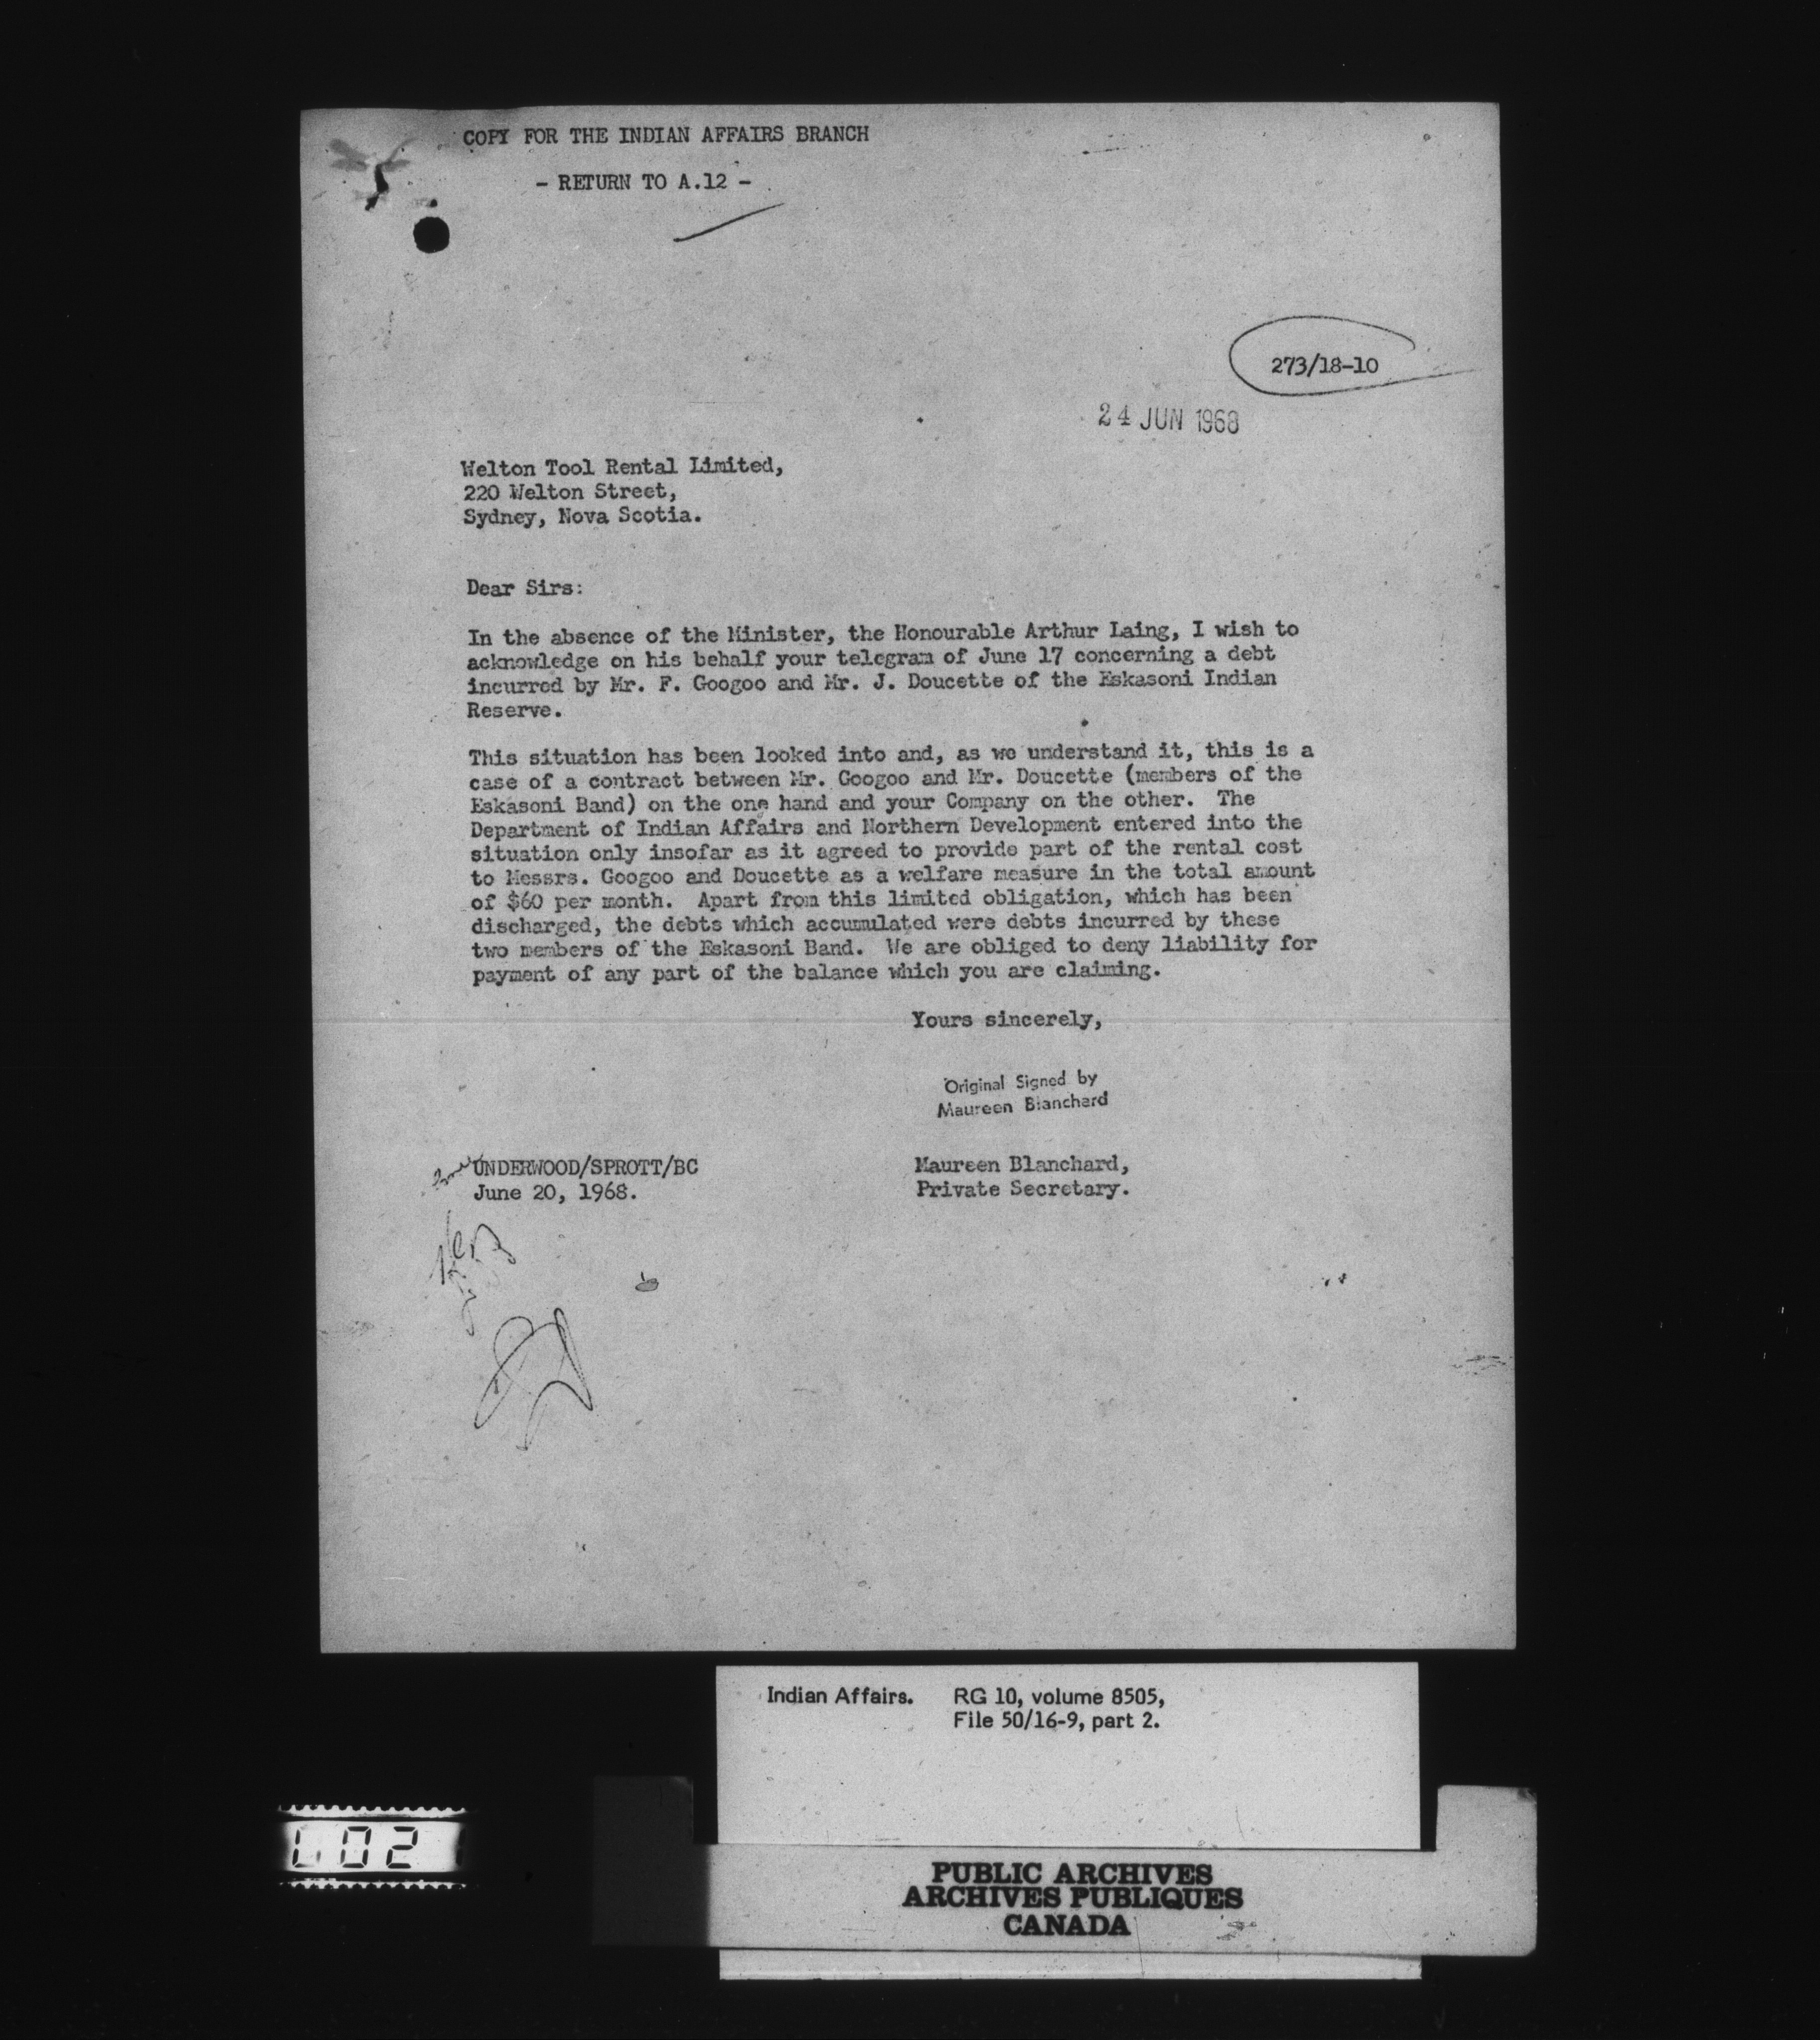 COPY FOR THE INDIAN AFFAIRS BRANCH
- RETURN TO A.12 -
273/18-10
24 JUN 1968
Welton Tool Rental Limited,
220 Welton Street,
Sydney, Nova Scotia.
Dear Sirs:
In the absence of the Minister, the Honourable Arthur Laing, I wish to
acknowledge on his behalf your telegram of June 17 concerning a debt
incurred by Mr. F. Googoo and Mr. J. Doucette of the Eskasoni Indian
Reserve.
This situation has been looked into and, as we understand it, this is a
case of a contract between Mr. Googoo and Mr. Doucette (members of the
Eskasoni Band) on the one hand and your Company on the other. The
Department of Indian Affairs and Northern Development entered into the
situation only insofar as it agreed to provide part of the rental cost
to Messrs. Googoo and Doucette as a welfare measure in the total amount
of $60 per month. Apart from this limited obligation, which has been
discharged, the debts which accumulated were debts incurred by these
two members of the Eskasoni Band. We are obliged to deny liability for
payment of any part of the balance which you are claiming.
Yours sincerely,
Original Signed by
Maureen Blanchard
UNDERWOOD/SPROTT/BC
June 20, 1968.
Maureen Blanchard,
Private Secretary.
Indian Affairs. RG 10, volume 8505,
File 50/16-9, part 2.
PUBLIC ARCHIVES
ARCHIVES PUBLIQUES
CANADA